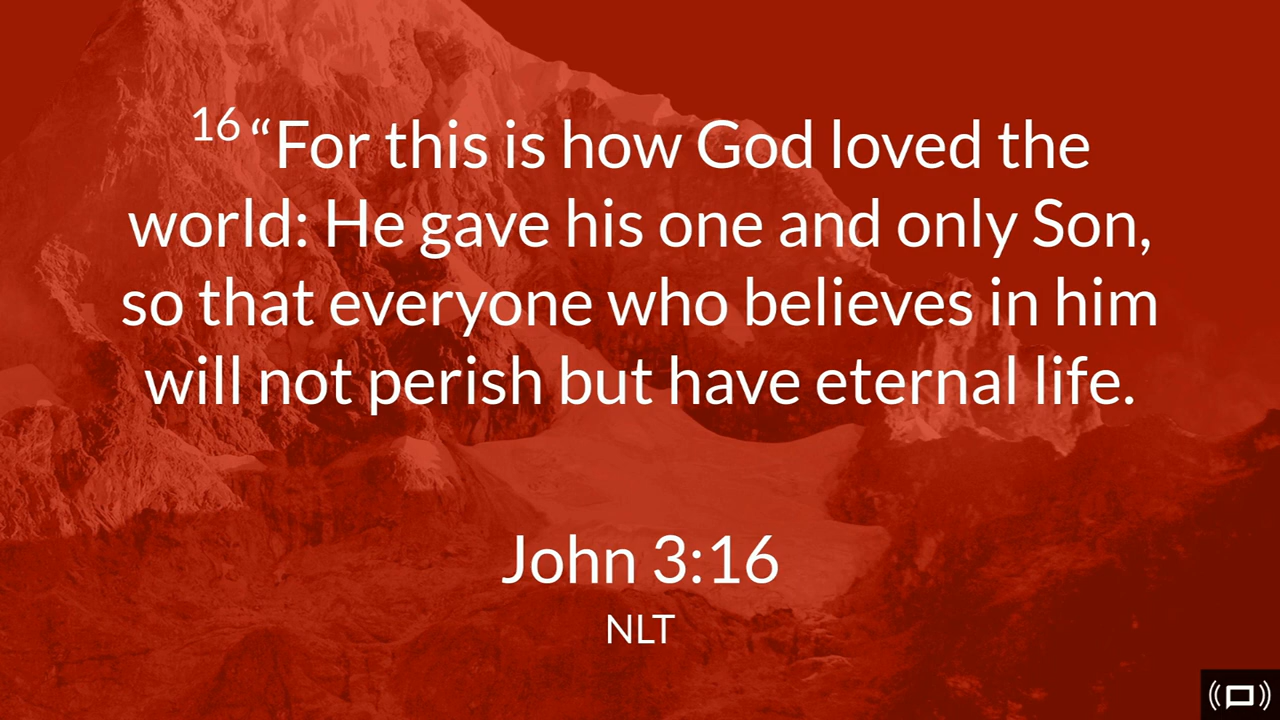 16 “For this is how God loved the
world: He gave his one and only Son,
so that everyone who believes in him
will not perish but have eternal life.
John 3:16
NLT